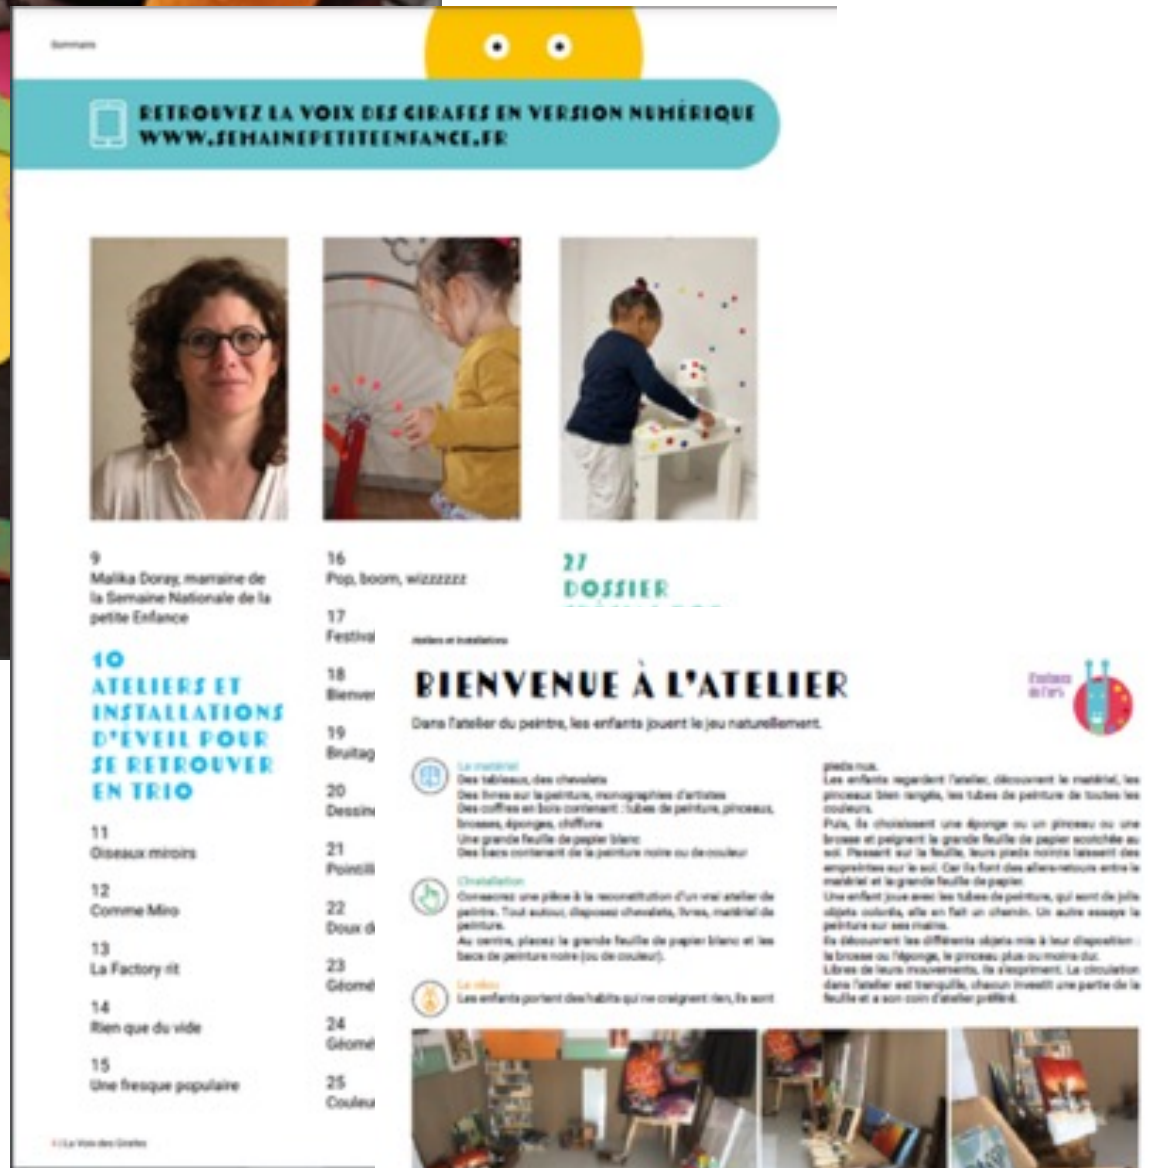 Sommaire
RETROUVEZ LA VOIX DES GIRAFES EN VERSION NUMÉRIQUE
WWW.SEMAINEPETITEENFANCE.FR
9
Malika Doray, marraine de
la Semaine Nationale de la
petite Enfance
10
ATELIERS ET
INSTALLATIONS
D'ÉVEIL POUR
SE RETROUVER
EN TRIO
11
Oiseaux miroirs
12
Comme Miro
13
La Factory rit
14
Rien que du vide
15
Une fresque populaire
16
Pop, boom, wizzzzzz
17
Festival
18
Bienven
19
Bruitag
20
Dessine
21
Pointill
22
Doux d
23
Géomé
24
Géomé
25
Couleu
27
DOSSIER
La Voix des Girafes
Ateliers et installations
BIENVENUE À L'ATELIER
Dans l'atelier du peintre, les enfants jouent le jeu naturellement.
L'enfance
de l'art
Le matériel
Des tableaux, des chevalets
Des livres sur la peinture, monographies d'artistes
Des coffres en bois contenant : tubes de peinture, pinceaux,
brosses, éponges, chiffons
Une grande feuille de papier blanc
Des bacs contenant de la peinture noire ou de couleur
L'installation
Consacrez une pièce à la reconstitution d'un vrai atelier de
peintre. Tout autour, disposez chevalets, livres, matériel de
peinture.
Au centre, placez la grande feuille de papier blanc et les
bacs de peinture noire (ou de couleur).
Le vécu
Les enfants portent des habits qui ne craignent rien, ils sont
pieds nus.
Les enfants regardent l'atelier, découvrent le matériel, les
pinceaux bien rangés, les tubes de peinture de toutes les
couleurs.
Puis, ils choisissent une éponge ou un pinceau ou une
brosse et peignent la grande feuille de papier scotchée au
sol. Passant sur la feuille, leurs pieds noircis laissent des
empreintes sur le sol. Car ils font des allers-retours entre le
matériel et la grande feuille de papier.
Une enfant joue avec les tubes de peinture, qui sont de jolis
objets colorés, elle en fait un chemin. Un autre essaye la
peinture sur ses mains.
Ils découvrent les différents objets mis à leur disposition :
la brosse ou l'éponge, le pinceau plus ou moins dur.
Libres de leurs mouvements, ils s'expriment. La circulation
dans l'atelier est tranquille, chacun investit une partie de la
feuille et a son coin d'atelier préféré.